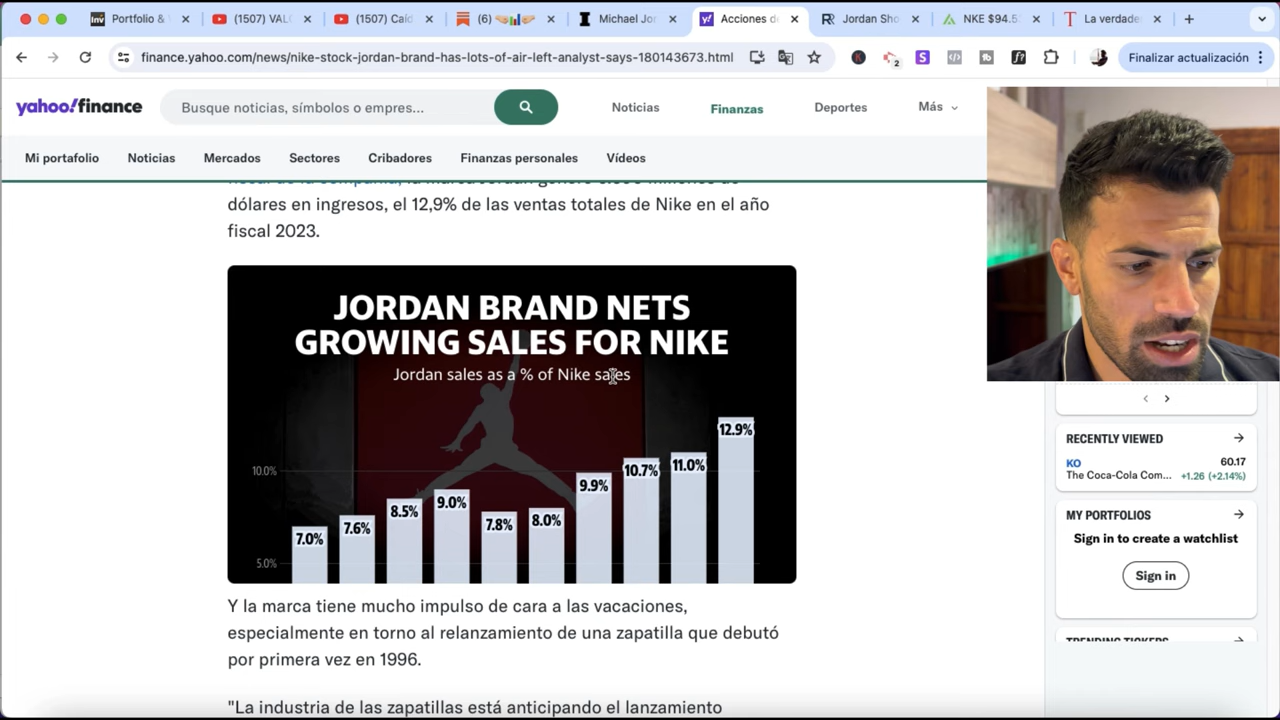 Portfolio &
(1507) VAL
(1507) Caíd
(6)
Michael Jor
Acciones d
Jordan Sho
NKE $94.5
La verdade
finance.yahoo.com/news/nike-stock-jordan-brand-has-lots-of-air-left-analyst-says-180143673.html
2
Finalizar actualización
yahoo!finance
Busque noticias, símbolos o empres...
Noticias
Finanzas
Deportes
Más
Mi portafolio
Noticias
Mercados
Sectores
Cribadores
Finanzas personales
Vídeos
dólares en ingresos, el 12,9% de las ventas totales de Nike en el año
fiscal 2023.
JORDAN BRAND NETS
GROWING SALES FOR NIKE
Jordan sales as a % of Nike sales
10.0%
5.0%
7.0%
7.6%
8.5%
9.0%
7.8%
8.0%
9.9%
10.7%
11.0%
12.9%
Y la marca tiene mucho impulso de cara a las vacaciones,
especialmente en torno al relanzamiento de una zapatilla que debutó
por primera vez en 1996.
"La industria de las zapatillas está anticipando el lanzamiento
RECENTLY VIEWED
KO 60.17
The Coca-Cola Com... +1.26 (+2.14%)
MY PORTFOLIOS
Sign in to create a watchlist
Sign in
TRENDING TICKERS